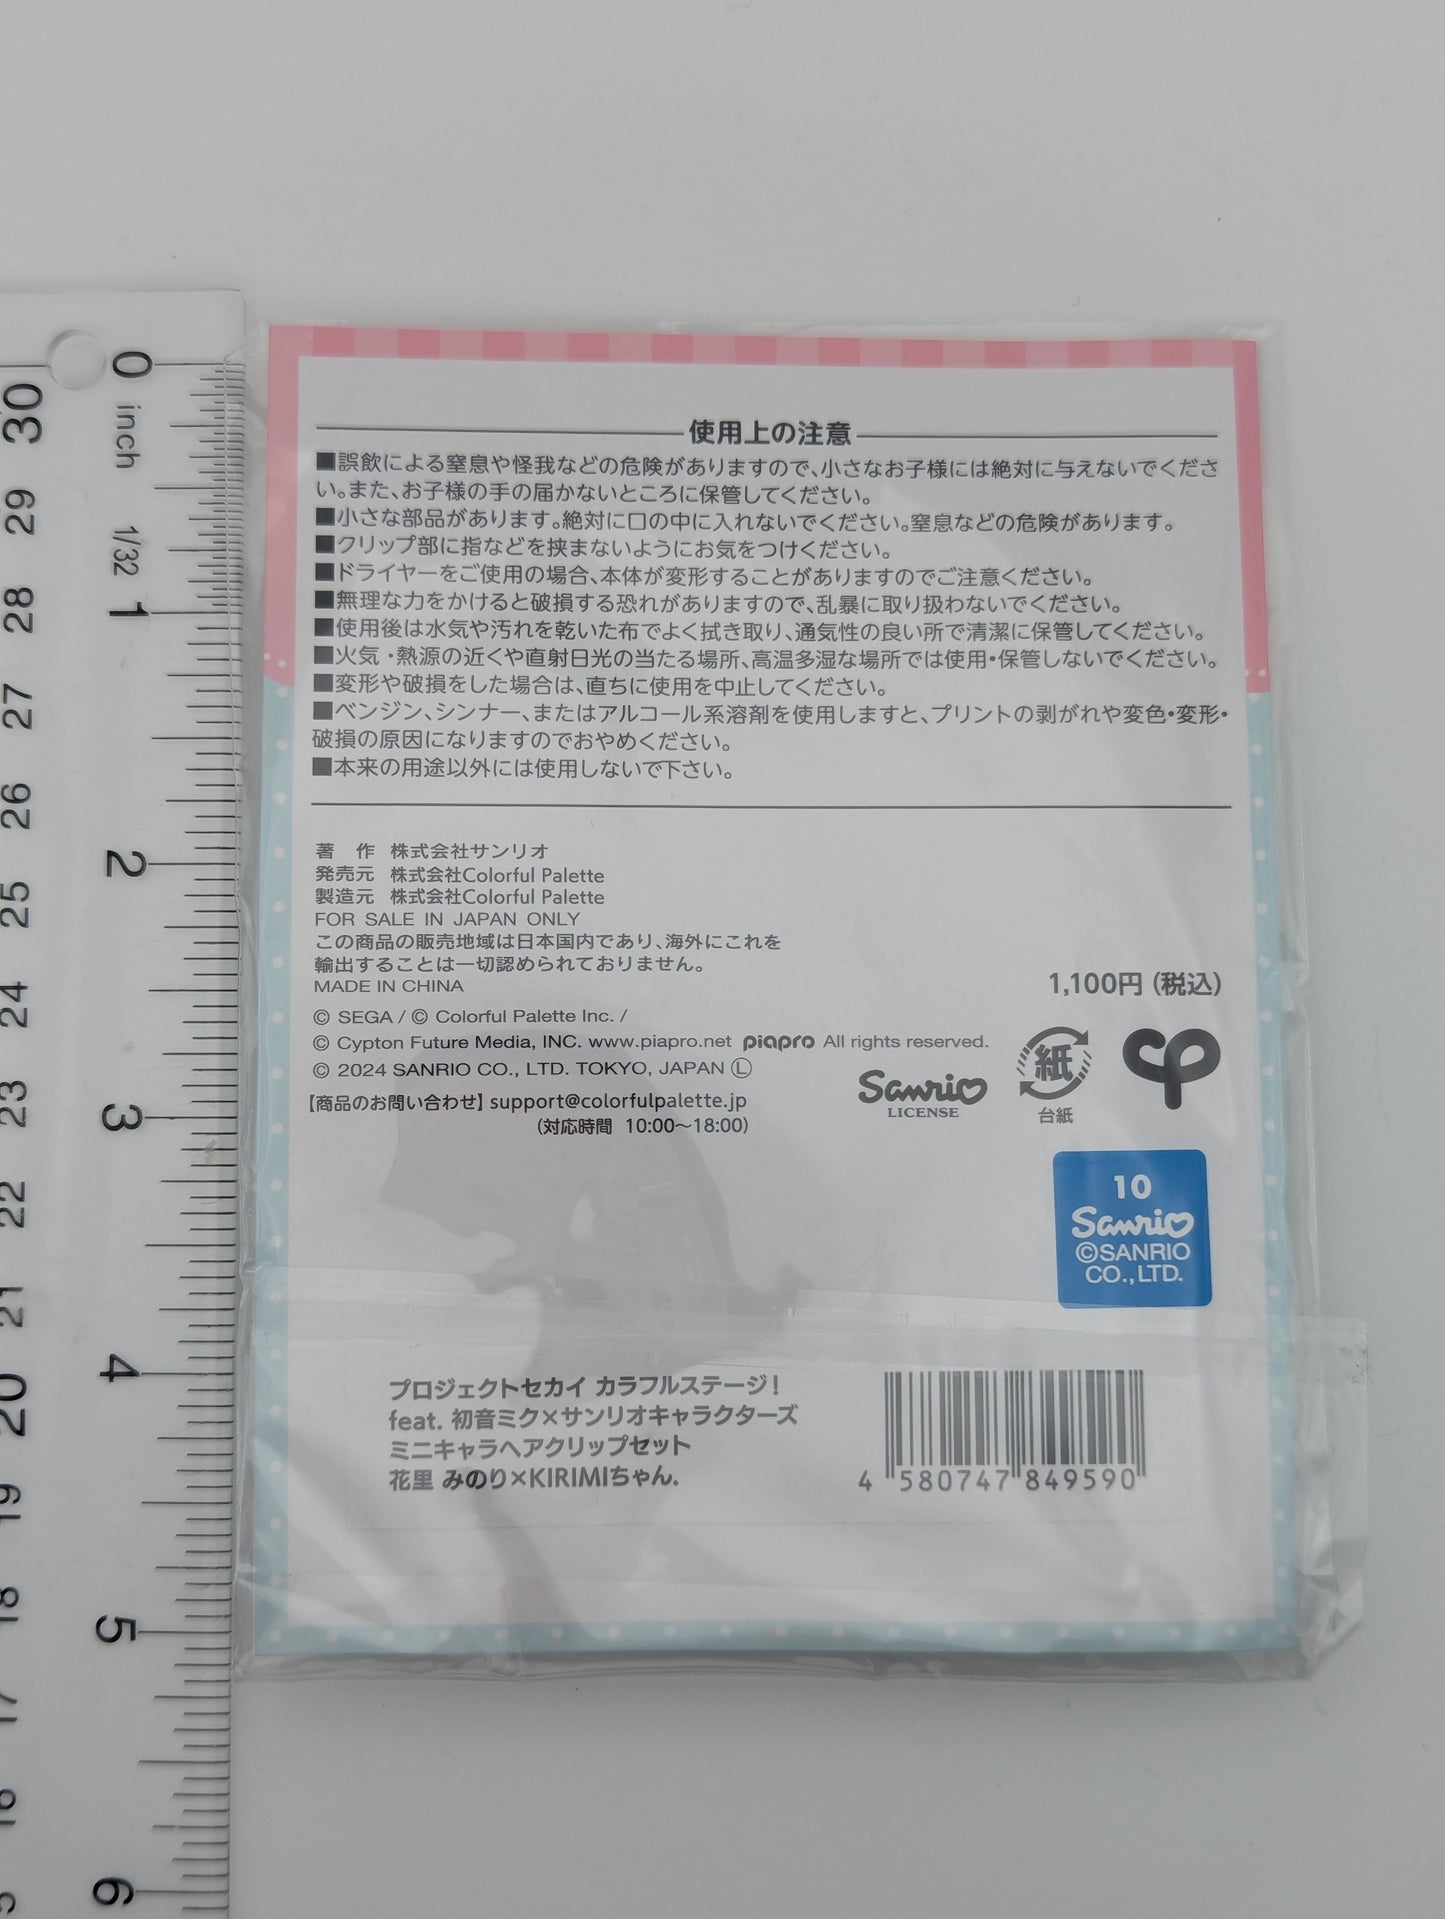 使用上の注意
■誤飲による窒息や怪我などの危険がありますので、小さなお子様には絶対に与えないでくださ
い。また、お子様の手の届かないところに保管してください。
■小さな部品があります。絶対に口の中に入れないでください。窒息などの危険があります。
■クリップ部に指などを挟まないようにお気をつけください。
■ドライヤーをご使用の場合、本体が変形することがありますのでご注意ください。
■無理な力をかけると破損する恐れがありますので、乱暴に取り扱わないでください。
■使用後は水気や汚れを乾いた布でよく拭き取り、通気性の良い所で清潔に保管してください。
■火気・熱源の近くや直射日光の当たる場所、高温多湿な場所では使用・保管しないでください。
■変形や破損をした場合は、直ちに使用を中止してください。
■ベンジン、シンナー、またはアルコール系溶剤を使用しますと、プリントの剥がれや変色・変形・
破損の原因になりますのでおやめください。
■本来の用途以外には使用しないで下さい。
著　作 株式会社サンリオ
発売元 株式会社Colorful Palette
製造元 株式会社Colorful Palette
FOR SALE IN JAPAN ONLY
この商品の販売地域は日本国内であり、海外にこれを
輸出することは一切認められておりません。
MADE IN CHINA
1,100円（税込）
© SEGA / © Colorful Palette Inc. /
© Cypton Future Media, INC. www.piapro.net piapro All rights reserved.
© 2024 SANRIO CO., LTD. TOKYO, JAPAN Ⓛ
【商品のお問い合わせ】support@colorfulpalette.jp
（対応時間 10:00〜18:00）
Sanrio
LICENSE
紙
台紙
10
Sanrio
©SANRIO
CO.,LTD.
プロジェクトセカイ カラフルステージ！
feat. 初音ミク×サンリオキャラクターズ
ミニキャラヘアクリップセット
花里 みのり×KIRIMIちゃん.
4 580747 849590
0 inch 1/32 1 2 3 4 5 6
30 29 28 27 26 25 24 23 22 21 20 19 18 17 16